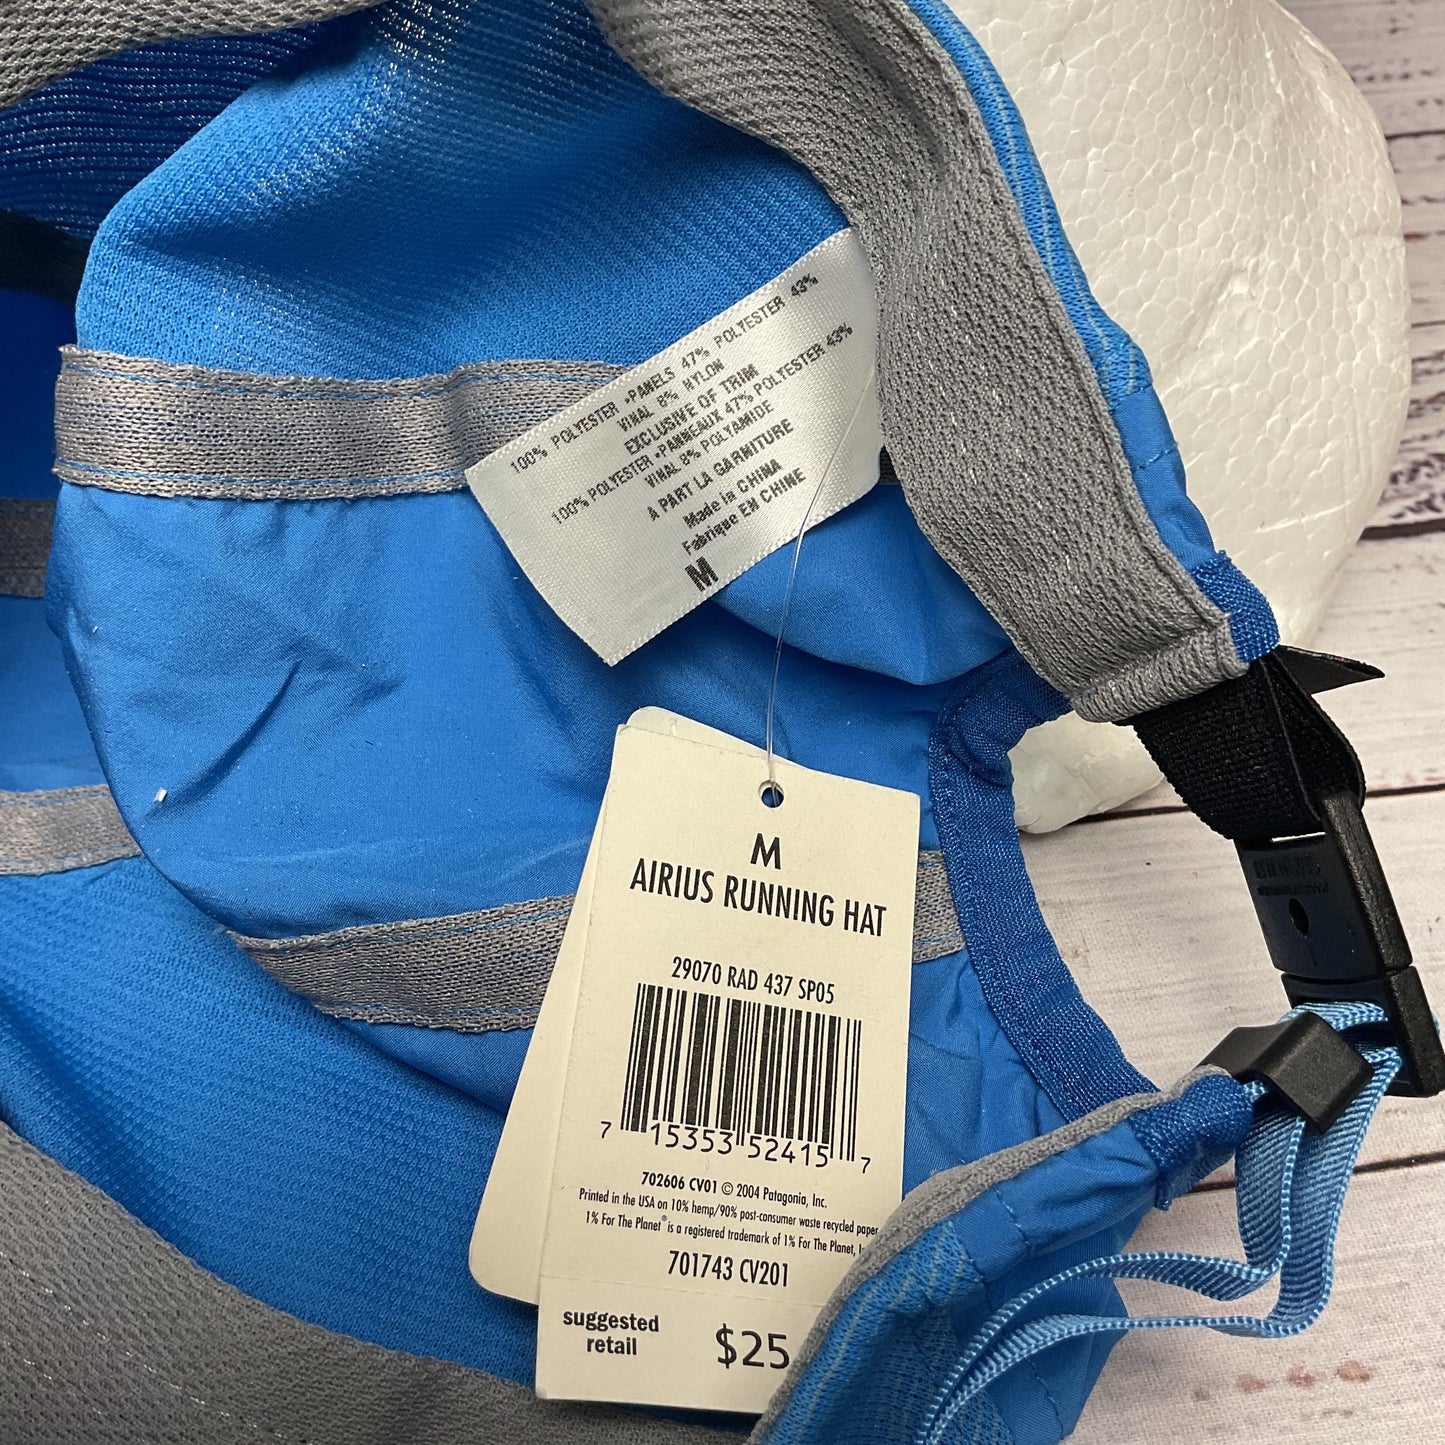 100% POLYESTER •PANELS 47% POLYESTER 43%
VINAL 8% NYLON
EXCLUSIVE OF TRIM
100% POLYESTER •PANNEAUX 47% POLYESTER 43%
VINAL 8% POLYAMIDE
A PART LA GARNITURE
Made in CHINA
Fabrique EN CHINE
M
M
AIRIUS RUNNING HAT
29070 RAD 437 SP05
7 15353 52415 7
702606 CV01 © 2004 Patagonia, Inc.
Printed in the USA on 10% hemp/90% post-consumer waste recycled paper
1% For The Planet® is a registered trademark of 1% For The Planet,
701743 CV201
suggested
retail
$25